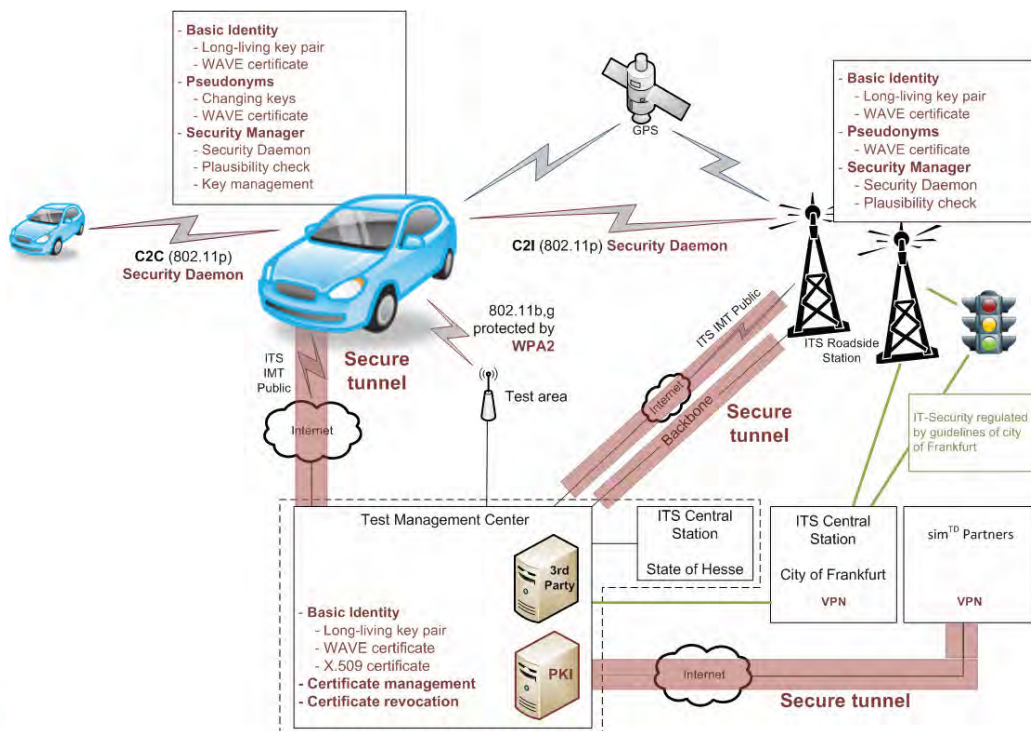 - Basic Identity
- Long-living key pair
- WAVE certificate
- Pseudonyms
- Changing keys
- WAVE certificate
- Security Manager
- Security Daemon
- Plausibility check
- Key management
GPS
- Basic Identity
- Long-living key pair
- WAVE certificate
- Pseudonyms
- WAVE certificate
- Security Manager
- Security Daemon
- Plausibility check
C2C (802.11p)
Security Daemon
C2I (802.11p) Security Daemon
802.11b,g
protected by
WPA2
ITS
IMT
Public
Secure
tunnel
Internet
Test area
ITS IMT Public
Internet
Backbone
Secure
tunnel
ITS Roadside
Station
IT-Security regulated
by guidelines of city
of Frankfurt
Test Management Center
3rd
Party
- Basic Identity
- Long-living key pair
- WAVE certificate
- X.509 certificate
- Certificate management
- Certificate revocation
PKI
ITS Central
Station
State of Hesse
ITS Central
Station
City of Frankfurt
VPN
simTD Partners
VPN
Internet
Secure tunnel